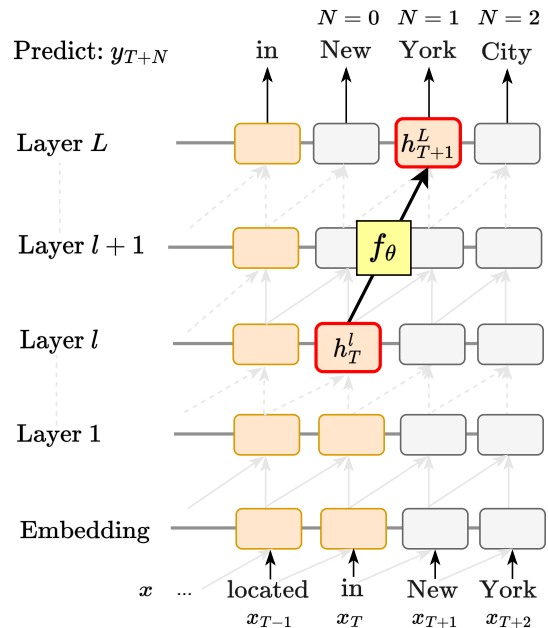 N = 0 N = 1 N = 2
Predict: y_{T+N} in New York City
Layer L h^L_{T+1}
Layer l + 1 f_θ
Layer l h^l_T
Layer 1
Embedding
x ... located in New York
x_{T−1} x_T x_{T+1} x_{T+2}